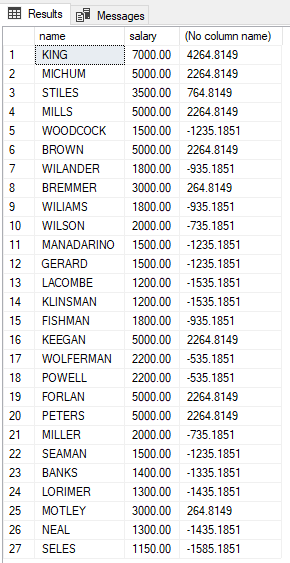 Results Messages
name salary (No column name)
1 KING 7000.00 4264.8149
2 MICHUM 5000.00 2264.8149
3 STILES 3500.00 764.8149
4 MILLS 5000.00 2264.8149
5 WOODCOCK 1500.00 -1235.1851
6 BROWN 5000.00 2264.8149
7 WILANDER 1800.00 -935.1851
8 BREMMER 3000.00 264.8149
9 WILIAMS 1800.00 -935.1851
10 WILSON 2000.00 -735.1851
11 MANADARINO 1500.00 -1235.1851
12 GERARD 1500.00 -1235.1851
13 LACOMBE 1200.00 -1535.1851
14 KLINSMAN 1200.00 -1535.1851
15 FISHMAN 1800.00 -935.1851
16 KEEGAN 5000.00 2264.8149
17 WOLFERMAN 2200.00 -535.1851
18 POWELL 2200.00 -535.1851
19 FORLAN 5000.00 2264.8149
20 PETERS 5000.00 2264.8149
21 MILLER 2000.00 -735.1851
22 SEAMAN 1500.00 -1235.1851
23 BANKS 1400.00 -1335.1851
24 LORIMER 1300.00 -1435.1851
25 MOTLEY 3000.00 264.8149
26 NEAL 1300.00 -1435.1851
27 SELES 1150.00 -1585.1851